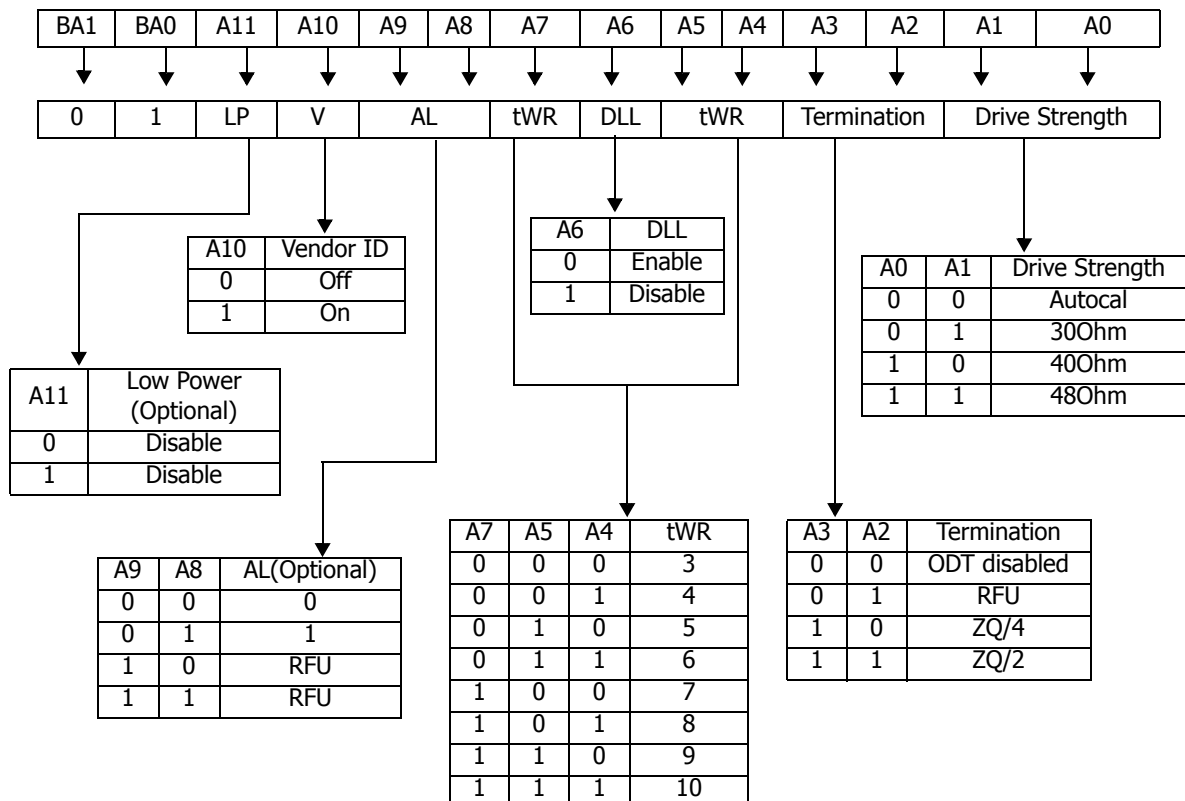 BA1 BA0 A11 A10 A9 A8 A7 A6 A5 A4 A3 A2 A1 A0
0 1 LP V AL tWR DLL tWR Termination Drive Strength
A10 Vendor ID
0 Off
1 On
A6 DLL
0 Enable
1 Disable
A0 A1 Drive Strength
0 0 Autocal
0 1 30Ohm
1 0 40Ohm
1 1 48Ohm
A11 Low Power
(Optional)
0 Disable
1 Disable
A9 A8 AL(Optional)
0 0 0
0 1 1
1 0 RFU
1 1 RFU
A7 A5 A4 tWR
0 0 0 3
0 0 1 4
0 1 0 5
0 1 1 6
1 0 0 7
1 0 1 8
1 1 0 9
1 1 1 10
A3 A2 Termination
0 0 ODT disabled
0 1 RFU
1 0 ZQ/4
1 1 ZQ/2